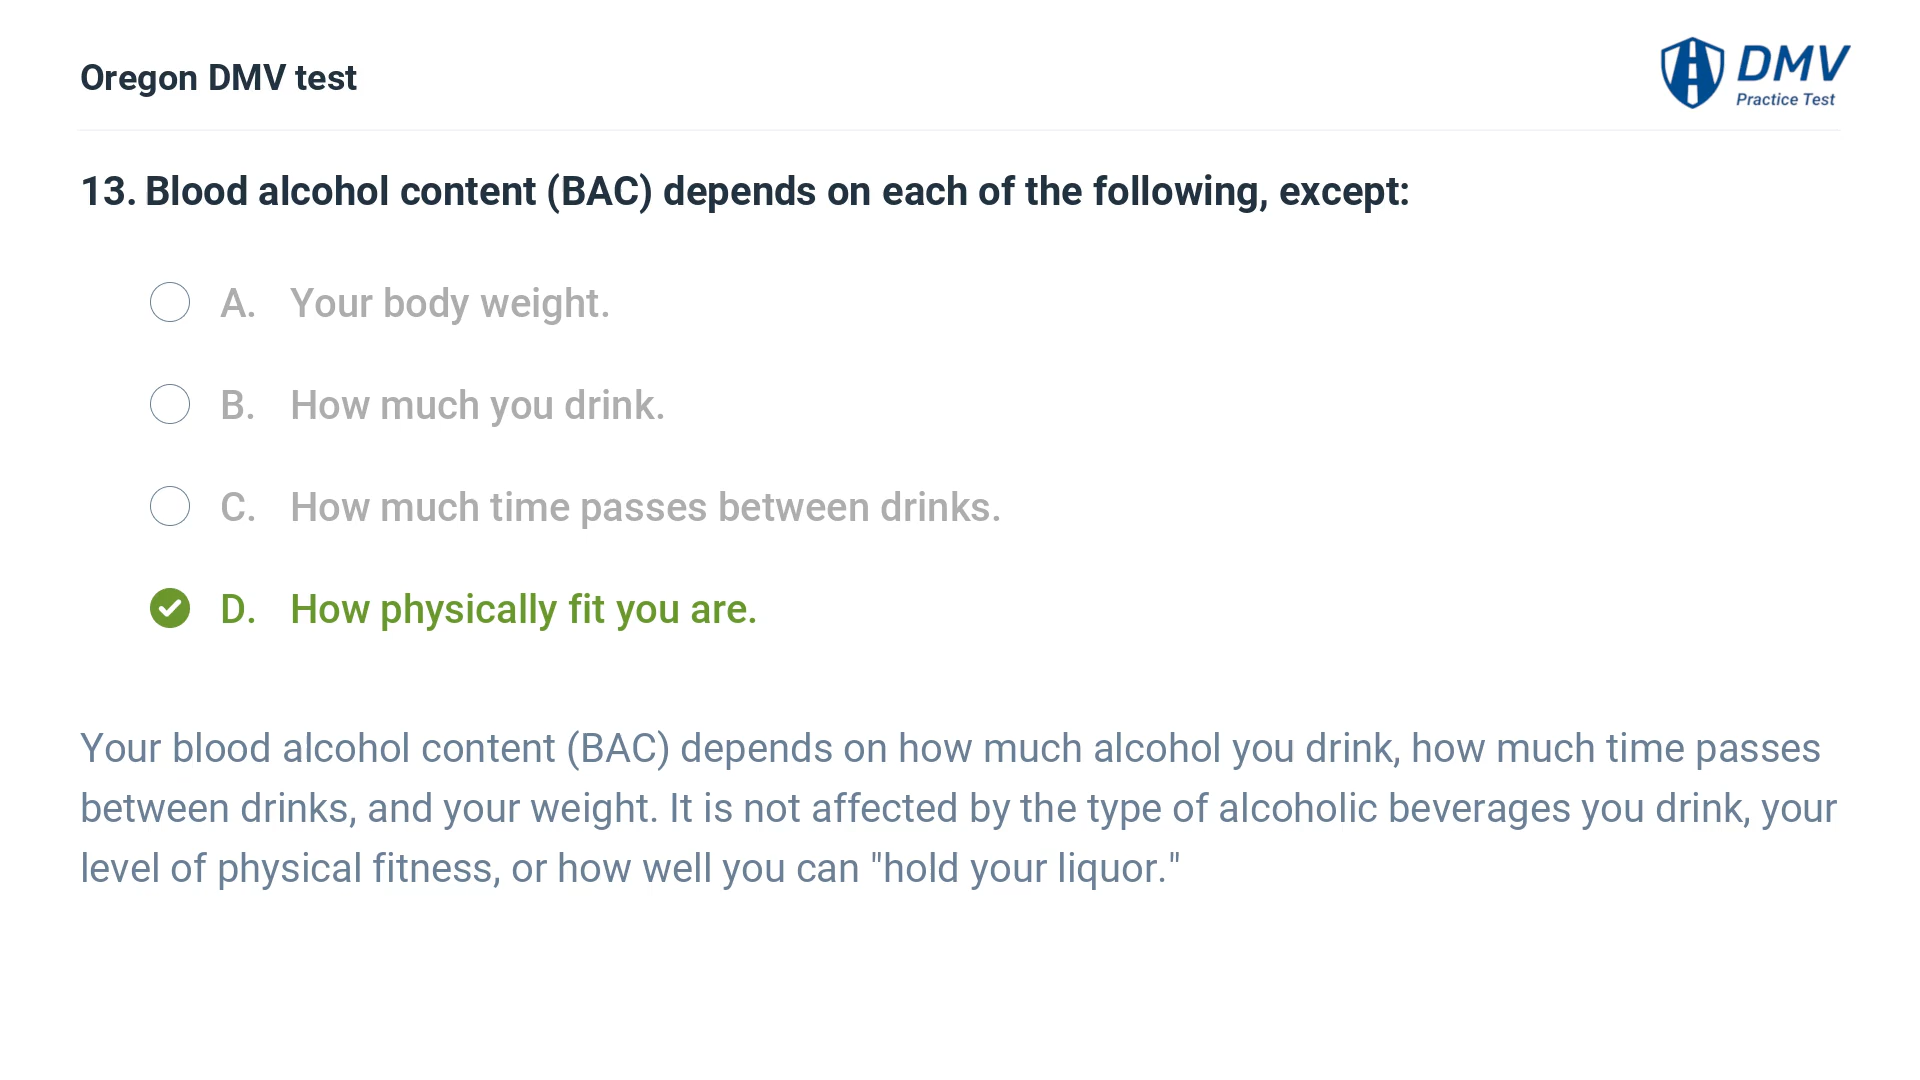 Oregon DMV test
DMV
Practice Test
13. Blood alcohol content (BAC) depends on each of the following, except:
A. Your body weight.
B. How much you drink.
C. How much time passes between drinks.
D. How physically fit you are.
Your blood alcohol content (BAC) depends on how much alcohol you drink, how much time passes
between drinks, and your weight. It is not affected by the type of alcoholic beverages you drink, your
level of physical fitness, or how well you can "hold your liquor."